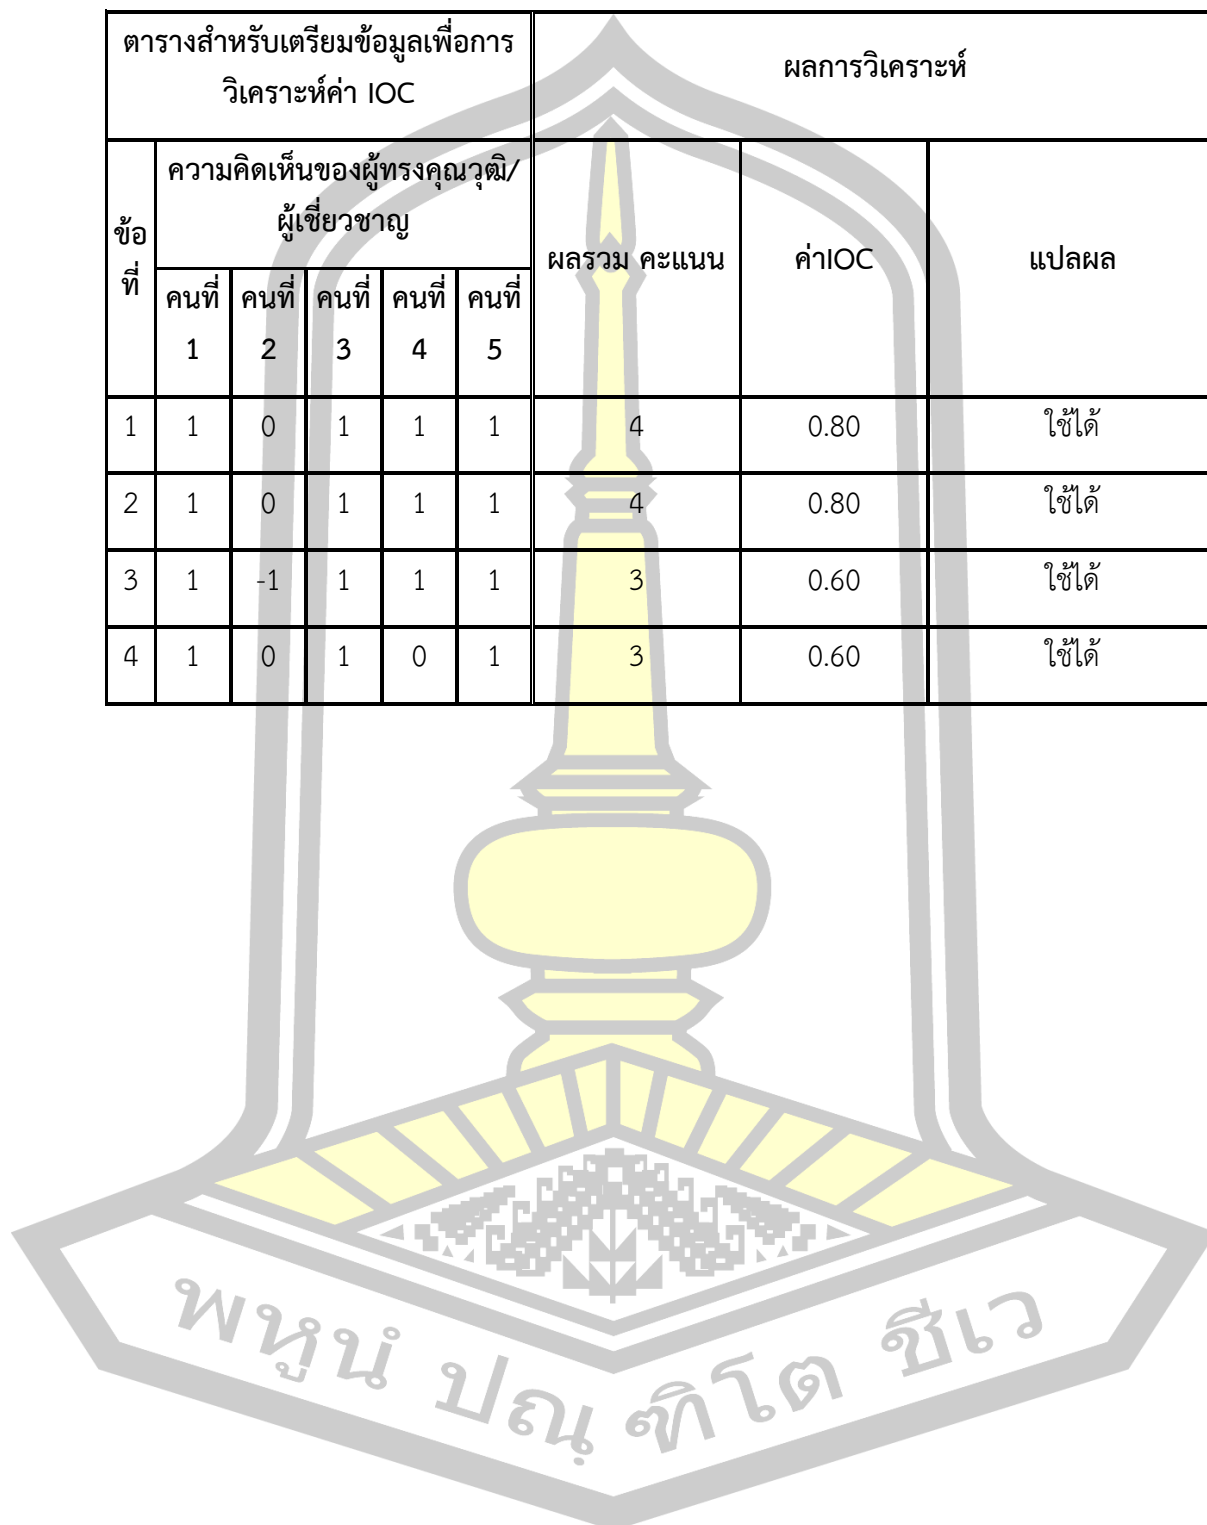 ตารางสำหรับเตรียมข้อมูลเพื่อการ
วิเคราะห์ค่า IOC
ผลการวิเคราะห์
ข้อ
ที่
ความคิดเห็นของผู้ทรงคุณวุฒิ/
ผู้เชี่ยวชาญ
ผลรวม คะแนน
ค่าIOC
แปลผล
คนที่ คนที่ คนที่ คนที่ คนที่
1 2 3 4 5
1 1 0 1 1 1 4 0.80 ใช้ได้
2 1 0 1 1 1 4 0.80 ใช้ได้
3 1 -1 1 1 1 3 0.60 ใช้ได้
4 1 0 1 0 1 3 0.60 ใช้ได้
พหูนํ ปณฺฑิโต ชีเว